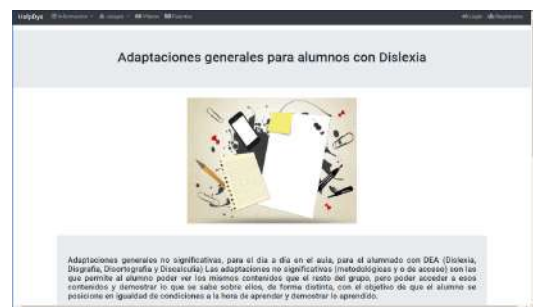 HelpDys
Adaptaciones generales para alumnos con Dislexia
Adaptaciones generales no significativas, para el día a día en el aula, para el alumnado con DEA (Dislexia,
Disgrafía, Disortografía y Discalculia) Las adaptaciones no significativas (metodológicas y o de acceso) son las
que permite al alumno poder ver los mismos contenidos que el resto del grupo, pero poder acceder a esos
contenidos y demostrar lo que se sabe sobre ellos, de forma distinta, con el objetivo de que el alumno se
posicione en igualdad de condiciones a la hora de aprender y demostrar lo aprendido.